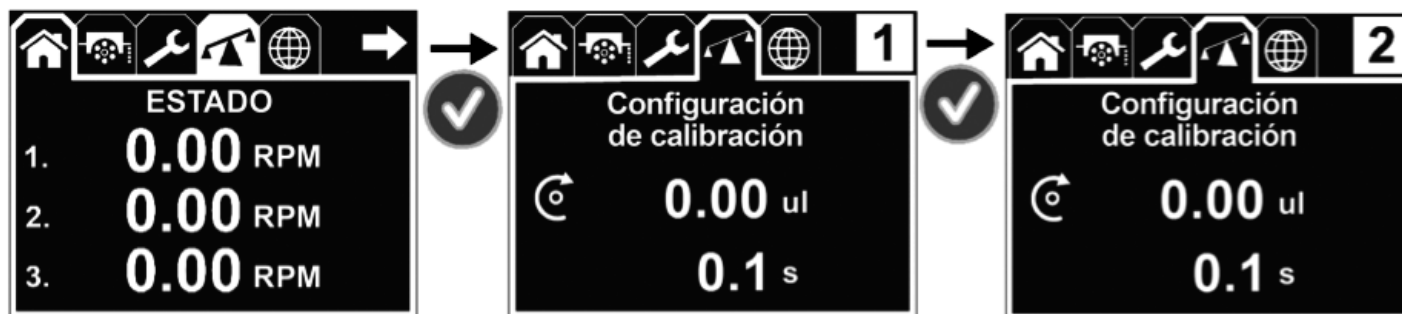 ESTADO
1. 0.00 RPM
2. 0.00 RPM
3. 0.00 RPM
1
Configuración
de calibración
0.00 ul
0.1 s
2
Configuración
de calibración
0.00 ul
0.1 s